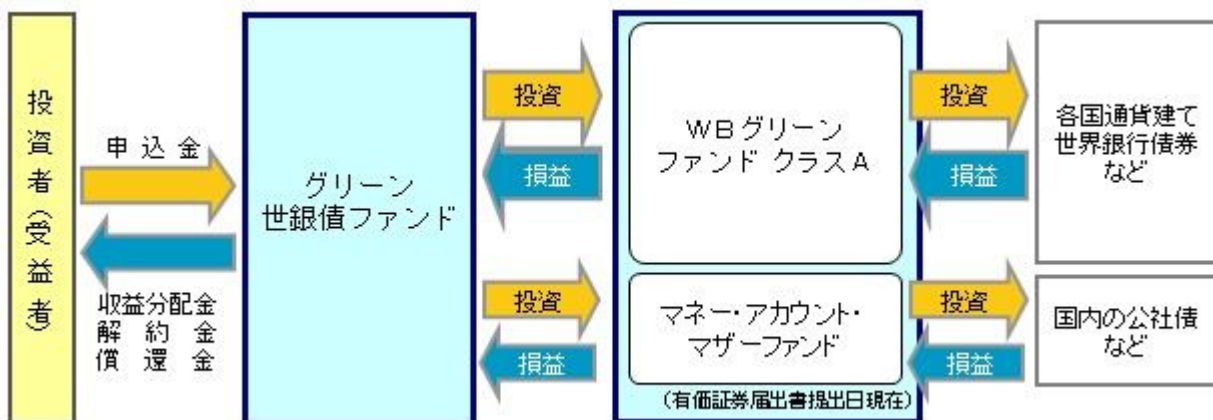 投資者(受益者)
申込金
収益分配金
解約金
償還金
グリーン
世銀債ファンド
投資
損益
投資
損益
WBグリーン
ファンド クラスA
マネー・アカウント・
マザーファンド
(有価証券届出書提出日現在)
投資
損益
投資
損益
各国通貨建て
世界銀行債券
など
国内の公社債
など